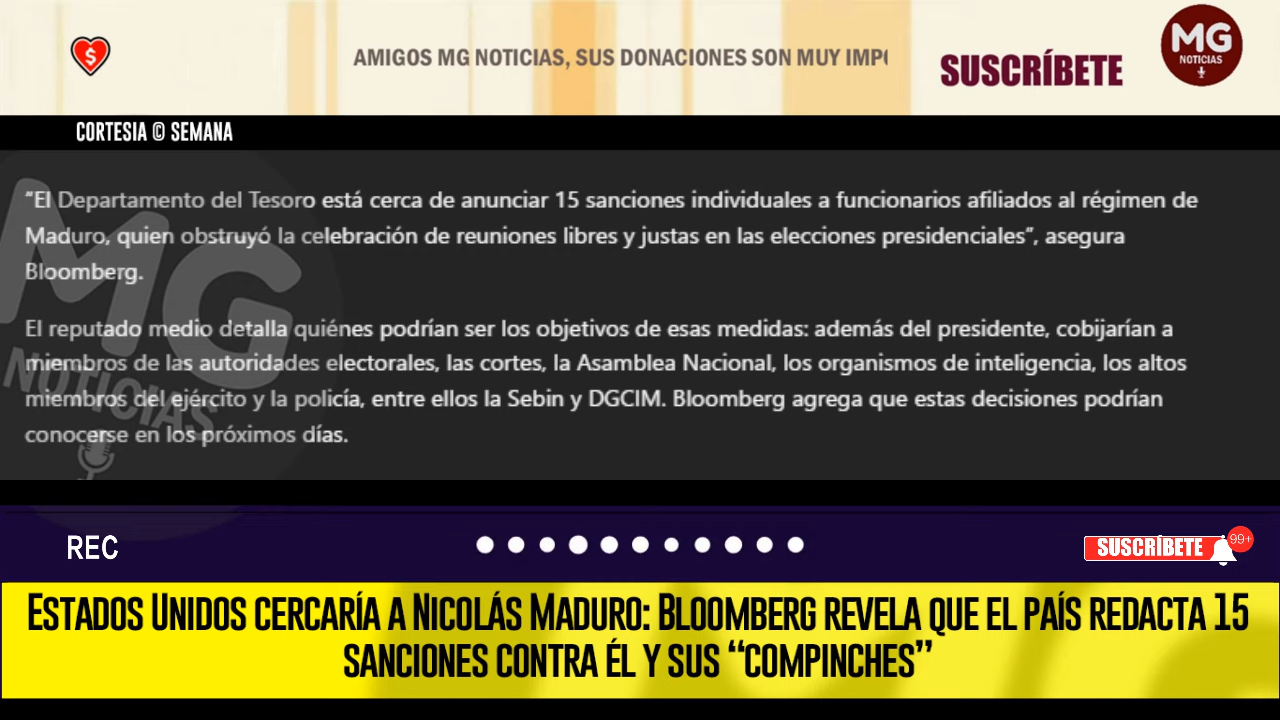 AMIGOS MG NOTICIAS, SUS DONACIONES SON MUY
SUSCRÍBETE
MG
NOTICIAS
CORTESIA © SEMANA
“El Departamento del Tesoro está cerca de anunciar 15 sanciones individuales a funcionarios afiliados al régimen de
Maduro, quien obstruyó la celebración de reuniones libres y justas en las elecciones presidenciales”, asegura
Bloomberg.
El reputado medio detalla quiénes podrían ser los objetivos de esas medidas: además del presidente, cobijarían a
miembros de las autoridades electorales, las cortes, la Asamblea Nacional, los organismos de inteligencia, los altos
miembros del ejército y la policía, entre ellos la Sebin y DGCIM. Bloomberg agrega que estas decisiones podrían
conocerse en los próximos días.
MG
NOTICIAS
REC
SUSCRÍBETE
99+
Estados Unidos cercaría a Nicolás Maduro: Bloomberg revela que el país redacta 15
sanciones contra él y sus “compinches”